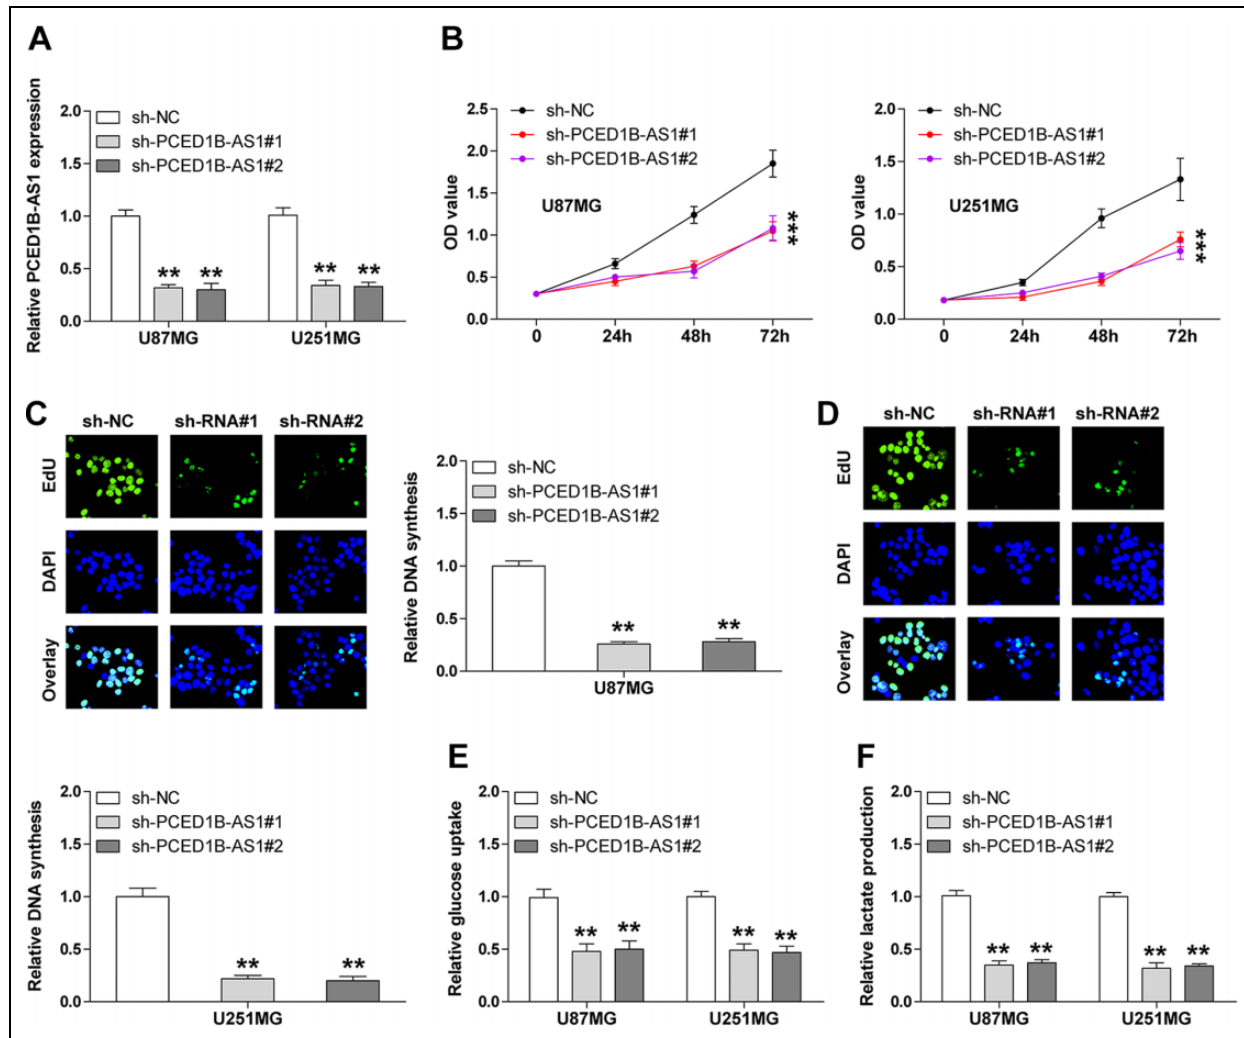 A
Relative PCED1B-AS1 expression
2.0
1.5
1.0
0.5
0.0
sh-NC
sh-PCED1B-AS1#1
sh-PCED1B-AS1#2
** **
** **
U87MG
U251MG
B
OD value
2.5
2.0
1.5
1.0
0.5
0.0
sh-NC
sh-PCED1B-AS1#1
sh-PCED1B-AS1#2
U87MG
***
0
24h
48h
72h
OD value
2.0
1.5
1.0
0.5
0.0
sh-NC
sh-PCED1B-AS1#1
sh-PCED1B-AS1#2
U251MG
***
0
24h
48h
72h
C
sh-NC
sh-RNA#1
sh-RNA#2
EdU
DAPI
Overlay
Relative DNA synthesis
2.0
1.5
1.0
0.5
0.0
sh-NC
sh-PCED1B-AS1#1
sh-PCED1B-AS1#2
**
**
U87MG
D
sh-NC
sh-RNA#1
sh-RNA#2
EdU
DAPI
Overlay
Relative DNA synthesis
2.0
1.5
1.0
0.5
0.0
sh-NC
sh-PCED1B-AS1#1
sh-PCED1B-AS1#2
**
**
U251MG
E
Relative glucose uptake
2.0
1.5
1.0
0.5
0.0
sh-NC
sh-PCED1B-AS1#1
sh-PCED1B-AS1#2
** **
** **
U87MG
U251MG
F
Relative lactate production
2.0
1.5
1.0
0.5
0.0
sh-NC
sh-PCED1B-AS1#1
sh-PCED1B-AS1#2
** **
** **
U87MG
U251MG